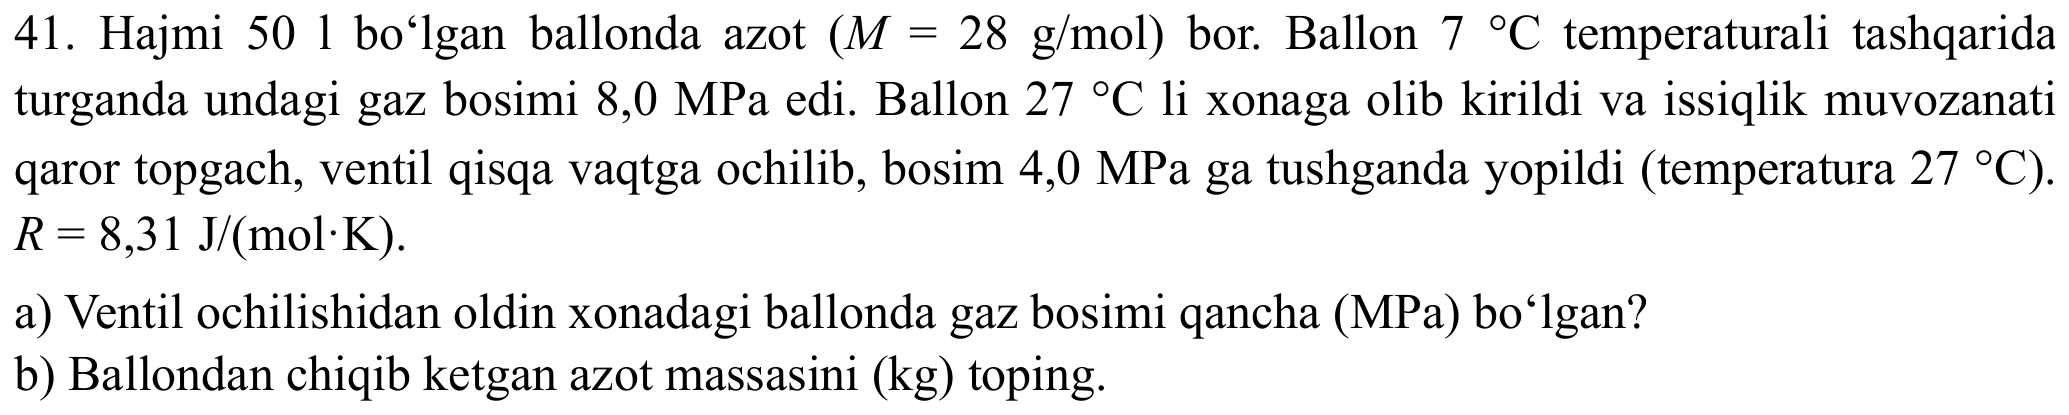 41. Hajmi 50 l bo‘lgan ballonda azot (M = 28 g/mol) bor. Ballon 7 °C temperaturali tashqarida
turganda undagi gaz bosimi 8,0 MPa edi. Ballon 27 °C li xonaga olib kirildi va issiqlik muvozanati
qaror topgach, ventil qisqa vaqtga ochilib, bosim 4,0 MPa ga tushganda yopildi (temperatura 27 °C).
R = 8,31 J/(mol·K).
a) Ventil ochilishidan oldin xonadagi ballonda gaz bosimi qancha (MPa) bo‘lgan?
b) Ballondan chiqib ketgan azot massasini (kg) toping.